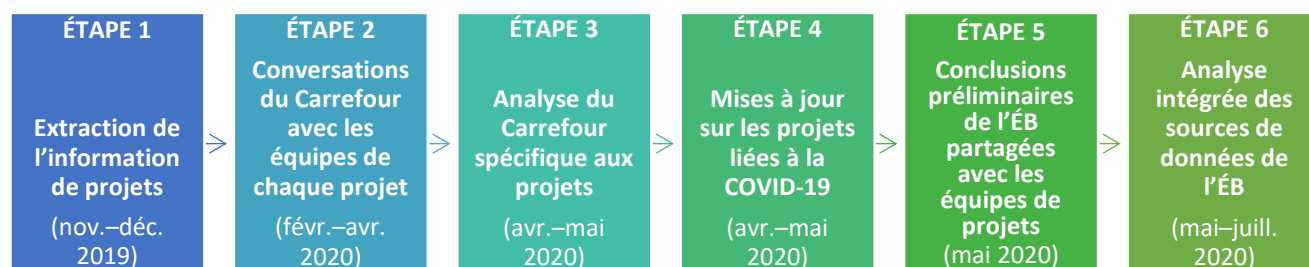 ÉTAPE 1
Extraction de
l’information
de projets
(nov.–déc.
2019)
ÉTAPE 2
Conversations
du Carrefour
avec les
équipes de
chaque projet
(févr.–avr.
2020)
ÉTAPE 3
Analyse du
Carrefour
spécifique aux
projets
(avr.–mai
2020)
ÉTAPE 4
Mises à jour
sur les projets
liées à la
COVID-19
(avr.–mai
2020)
ÉTAPE 5
Conclusions
préliminaires
de l’ÉB
partagées
avec les
équipes de
projets
(mai 2020)
ÉTAPE 6
Analyse
intégrée des
sources de
données de
l’ÉB
(mai–juill.
2020)